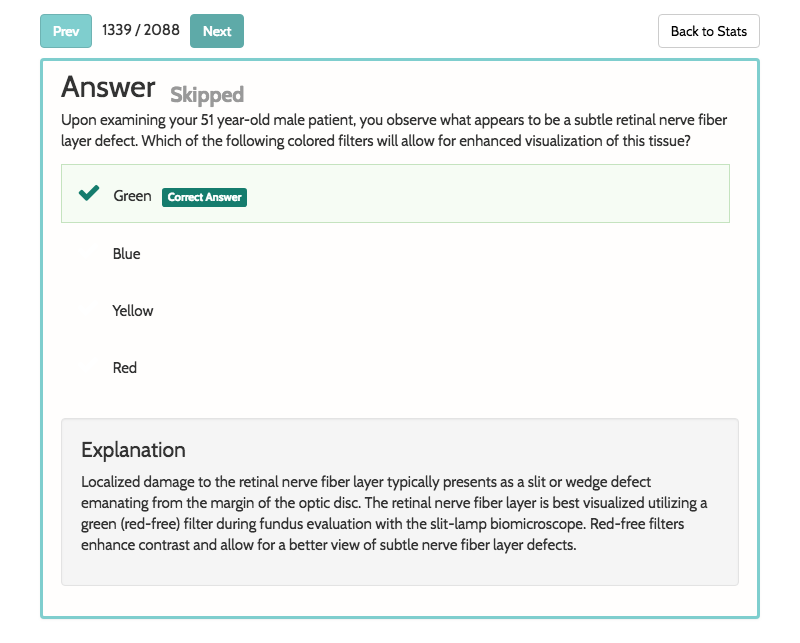 Prev 1339 / 2088 Next Back to Stats
Answer Skipped
Upon examining your 51 year-old male patient, you observe what appears to be a subtle retinal nerve fiber
layer defect. Which of the following colored filters will allow for enhanced visualization of this tissue?
Green Correct Answer
Blue
Yellow
Red
Explanation
Localized damage to the retinal nerve fiber layer typically presents as a slit or wedge defect
emanating from the margin of the optic disc. The retinal nerve fiber layer is best visualized utilizing a
green (red-free) filter during fundus evaluation with the slit-lamp biomicroscope. Red-free filters
enhance contrast and allow for a better view of subtle nerve fiber layer defects.